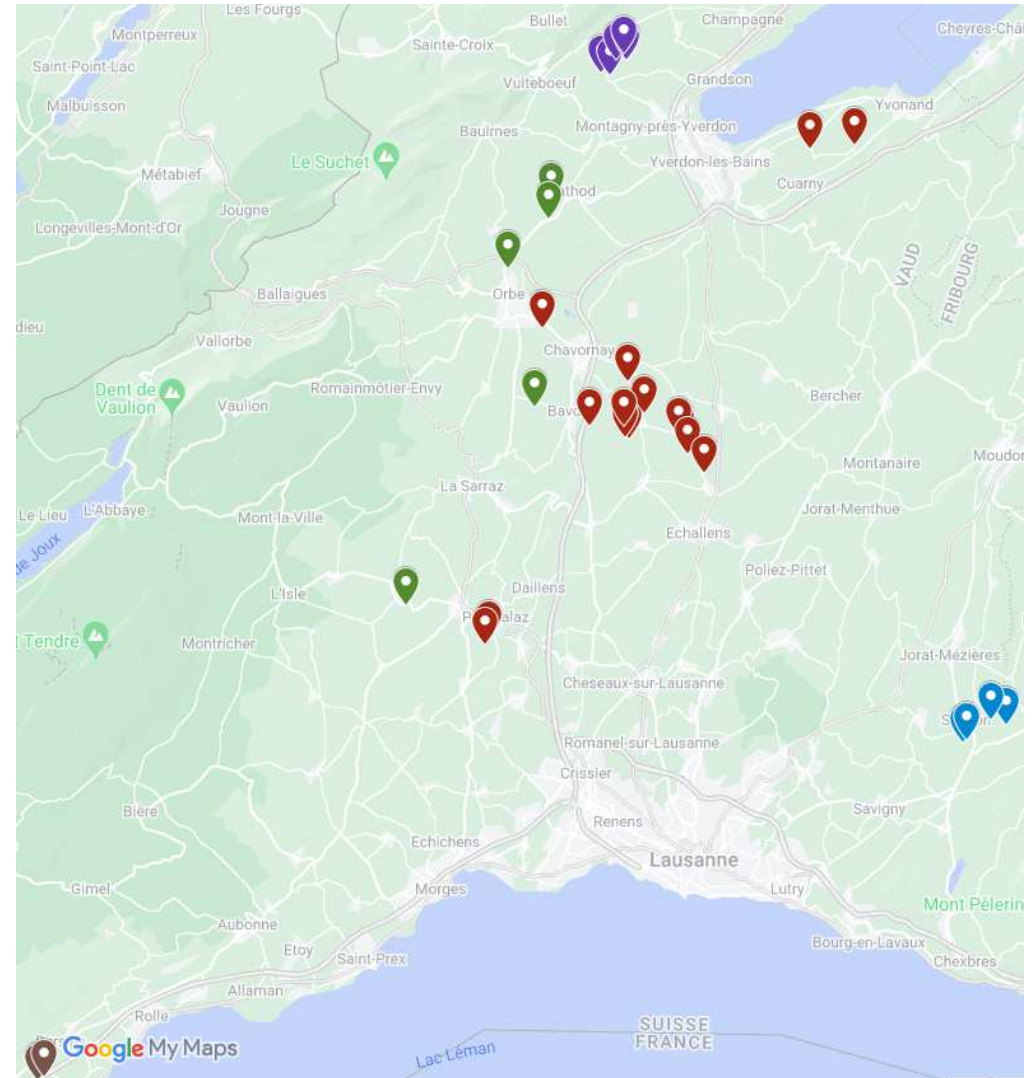 Les Fourgs
Bullet
Champagne
Montperreux
Sainte-Croix
Cheyres-Châ
Saint-Point-Lac
Vuiteboeuf
Grandson
Malbuisson
Yvonand
Baulmes
Montagny-près-Yverdon
Le Suchet
Yverdon-les-Bains
Métabief
Cuarny
Jougne
Longevilles-Mont-d'Or
VAUD
FRIBOURG
Ballaigues
Orbe
dieu
Vallorbe
Chavornay
Dent de
Vaulion
Romainmôtier-Envy
Bercher
Vaulion
Montanaire
Moudon
La Sarraz
L'Abbaye
Le Lieu
Mont-la-Ville
Jorat-Menthue
Echallens
de Joux
Poliez-Pittet
L'Isle
Daillens
t Tendre
Montricher
Jorat-Mézières
Cheseaux-sur-Lausanne
Romanel-sur-Lausanne
Crissier
Bière
Savigny
Renens
Echichens
Lausanne
Gimel
Morges
Lutry
Mont Pèlerin
Aubonne
Bourg-en-Lavaux
Etoy
Saint-Prex
Chexbres
Allaman
Rolle
SUISSE
FRANCE
Google My Maps
Lac Léman